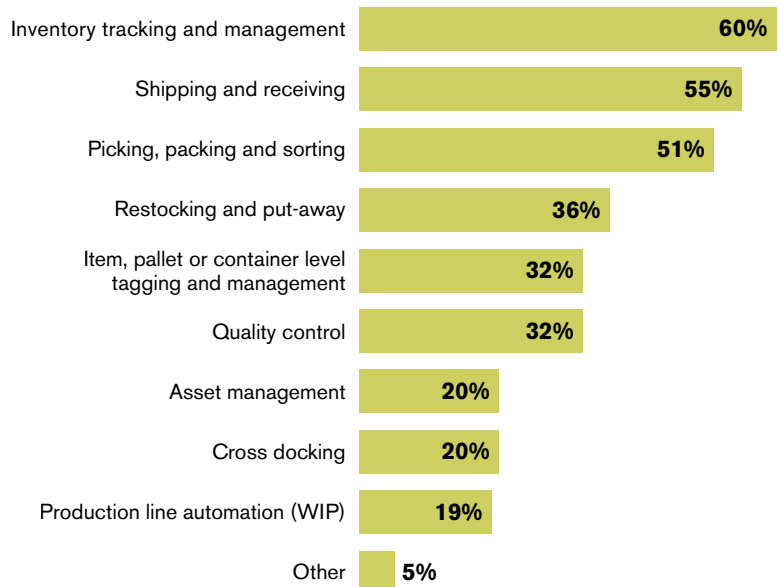 Inventory tracking and management 60%
Shipping and receiving 55%
Picking, packing and sorting 51%
Restocking and put-away 36%
Item, pallet or container level
tagging and management 32%
Quality control 32%
Asset management 20%
Cross docking 20%
Production line automation (WIP) 19%
Other 5%